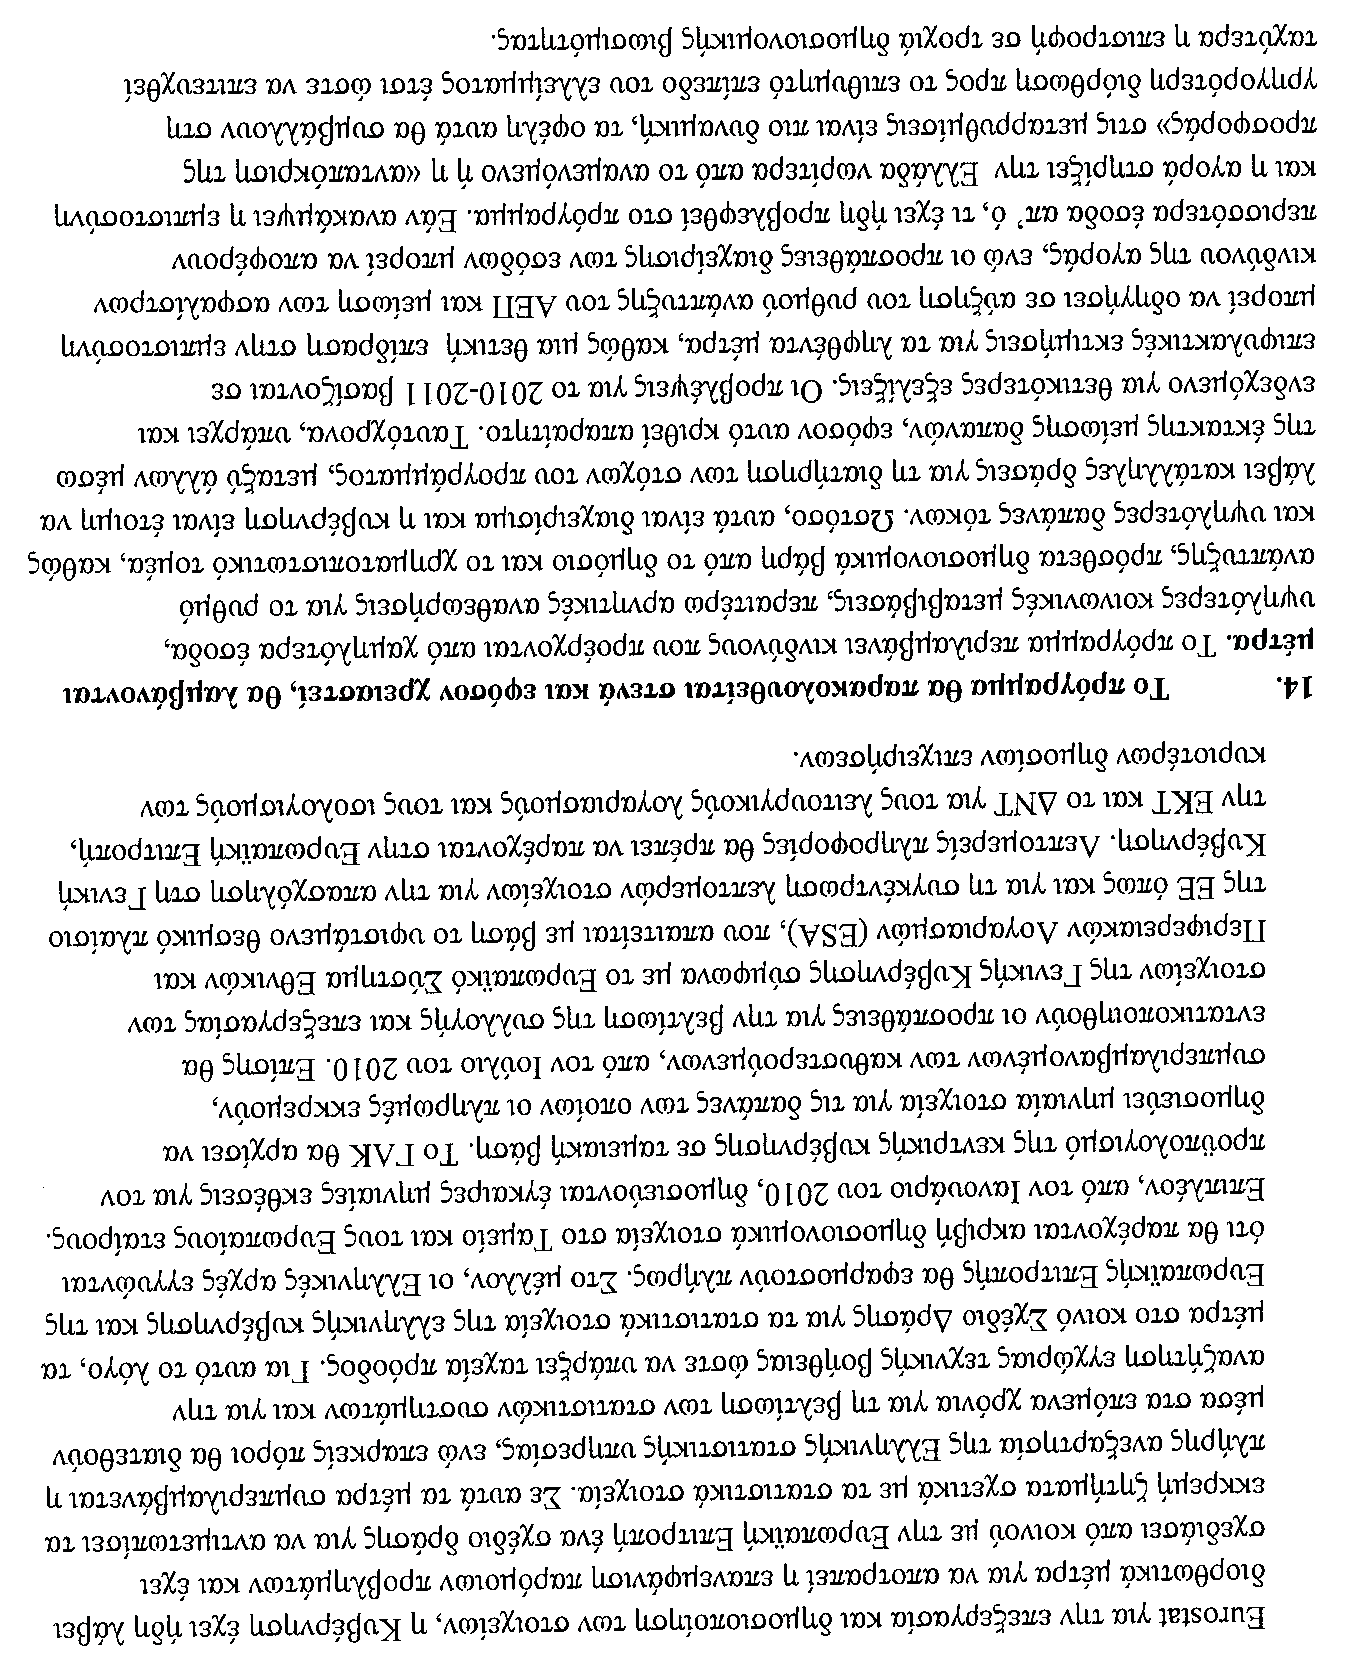 Eurostat για την επεξεργασία και δημοσιοποίηση των στοιχείων, η Κυβέρνηση έχει ήδη λάβει
διορθωτικά μέτρα για να αποτραπεί η επανεμφάνιση παρόμοιων προβλημάτων και έχει
σχεδιάσει από κοινού με την Ευρωπαϊκή Επιτροπή ένα σχέδιο δράσης για να αντιμετωπίσει τα
εκκρεμή ζητήματα σχετικά με τα στατιστικά στοιχεία. Σε αυτά τα μέτρα συμπεριλαμβάνεται η
πλήρης ανεξαρτησία της Ελληνικής στατιστικής υπηρεσίας, ενώ επαρκείς πόροι θα διατεθούν
μέσα στα επόμενα χρόνια για τη βελτίωση των στατιστικών συστημάτων και για την
αναζήτηση εγχώριας τεχνικής βοήθειας ώστε να υπάρξει ταχεία πρόοδος. Για αυτό το λόγο, τα
μέτρα στο κοινό Σχέδιο Δράσης για τα στατιστικά στοιχεία της ελληνικής κυβέρνησης και της
Ευρωπαϊκής Επιτροπής θα εφαρμοστούν πλήρως. Στο μέλλον, οι Ελληνικές αρχές εγγυώνται
ότι θα παρέχονται ακριβή δημοσιονομικά στοιχεία στο Ταμείο και τους Ευρωπαίους εταίρους.
Επιπλέον, από τον Ιανουάριο του 2010, δημοσιεύονται έγκαιρες μηνιαίες εκθέσεις για τον
προϋπολογισμό της κεντρικής κυβέρνησης σε ταμειακή βάση. Το ΓΛΚ θα αρχίσει να
δημοσιεύει μηνιαία στοιχεία για τις δαπάνες των οποίων οι πληρωμές εκκρεμούν,
συμπεριλαμβανομένων των καθυστερούμενων, από τον Ιούλιο του 2010. Επίσης θα
εντατικοποιηθούν οι προσπάθειες για την βελτίωση της συλλογής και επεξεργασίας των
στοιχείων της Γενικής Κυβέρνησης σύμφωνα με το Ευρωπαϊκό Σύστημα Εθνικών και
Περιφερειακών Λογαριασμών (ESA), που απαιτείται με βάση το υφιστάμενο θεσμικό πλαίσιο
της ΕΕ όπως και για τη συγκέντρωση λεπτομερών στοιχείων για την απασχόληση στη Γενική
Κυβέρνηση. Λεπτομερείς πληροφορίες θα πρέπει να παρέχονται στην Ευρωπαϊκή Επιτροπή,
την ΕΚΤ και το ΔΝΤ για τους λειτουργικούς λογαριασμούς και τους ισολογισμούς των
κυριοτέρων δημοσίων επιχειρήσεων.
14. Το πρόγραμμα θα παρακολουθείται στενά και εφόσον χρειαστεί, θα λαμβάνονται
μέτρα. Το πρόγραμμα περιλαμβάνει κινδύνους που προέρχονται από χαμηλότερα έσοδα,
υψηλότερες κοινωνικές μεταβιβάσεις, περαιτέρω αρνητικές αναθεωρήσεις για το ρυθμό
ανάπτυξης, πρόσθετα δημοσιονομικά βάρη από το δημόσιο και το χρηματοπιστωτικό τομέα, καθώς
και υψηλότερες δαπάνες τόκων. Ωστόσο, αυτά είναι διαχειρίσιμα και η κυβέρνηση είναι έτοιμη να
λάβει κατάλληλες δράσεις για τη διατήρηση των στόχων του προγράμματος, μεταξύ άλλων μέσω
της έκτακτης μείωσης δαπανών, εφόσον αυτό κριθεί απαραίτητο. Ταυτόχρονα, υπάρχει και
ενδεχόμενο για θετικότερες εξελίξεις. Οι προβλέψεις για το 2010-2011 βασίζονται σε
επιφυλακτικές εκτιμήσεις για τα ληφθέντα μέτρα, καθώς μια θετική επίδραση στην εμπιστοσύνη
μπορεί να οδηγήσει σε αύξηση του ρυθμού ανάπτυξης του ΑΕΠ και μείωση των ασφαλίστρων
κινδύνου της αγοράς, ενώ οι προσπάθειες διαχείρισης των εσόδων μπορεί να αποφέρουν
περισσότερα έσοδα απ’ ό, τι έχει ήδη προβλεφθεί στο πρόγραμμα. Εάν ανακάμψει η εμπιστοσύνη
και η αγορά στηρίξει την Ελλάδα νωρίτερα από το αναμενόμενο ή η «ανταπόκριση της
προσφοράς» στις μεταρρυθμίσεις είναι πιο δυναμική, τα οφέλη αυτά θα συμβάλλουν στη
γρηγορότερη διόρθωση προς το επιθυμητό επίπεδο του ελλείμματος έτσι ώστε να επιτευχθεί
ταχύτερα η επιστροφή σε τροχιά δημοσιονομικής βιωσιμότητας.